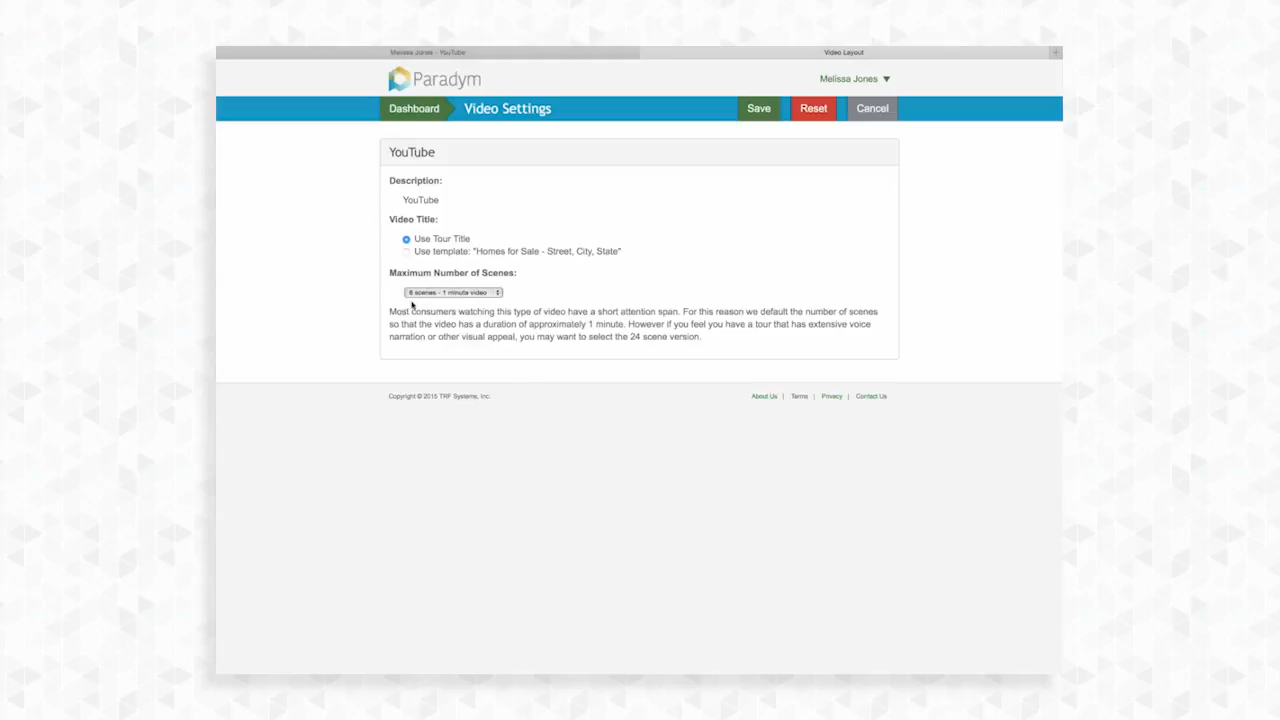 Melissa Jones - YouTube
Video Layout
+
Paradym
Melissa Jones ▼
Dashboard
Video Settings
Save
Reset
Cancel
YouTube
Description:
YouTube
Video Title:
Use Tour Title
Use template: "Homes for Sale - Street, City, State"
Maximum Number of Scenes:
6 scenes - 1 minute video
Most consumers watching this type of video have a short attention span. For this reason we default the number of scenes
so that the video has a duration of approximately 1 minute. However if you feel you have a tour that has extensive voice
narration or other visual appeal, you may want to select the 24 scene version.
Copyright © 2015 TRF Systems, Inc.
About Us | Terms | Privacy | Contact Us